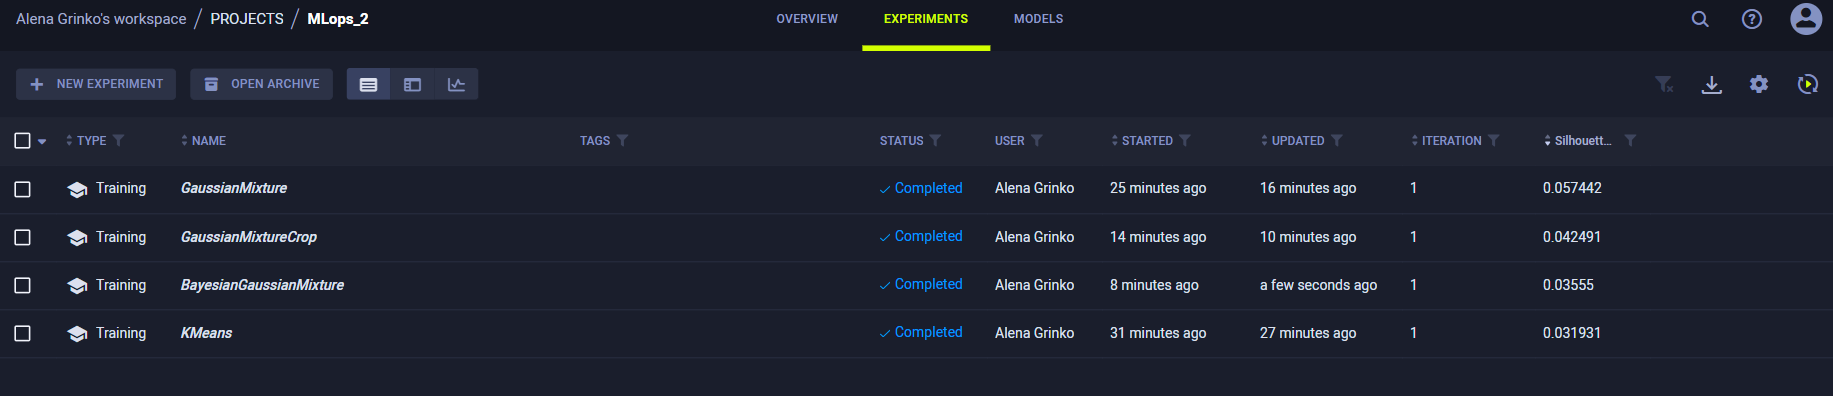 Alena Grinko's workspace / PROJECTS / MLops_2
OVERVIEW EXPERIMENTS MODELS
NEW EXPERIMENT OPEN ARCHIVE
TYPE NAME TAGS STATUS USER STARTED UPDATED ITERATION Silhouett...
Training GaussianMixture Completed Alena Grinko 25 minutes ago 16 minutes ago 1 0.057442
Training GaussianMixtureCrop Completed Alena Grinko 14 minutes ago 10 minutes ago 1 0.042491
Training BayesianGaussianMixture Completed Alena Grinko 8 minutes ago a few seconds ago 1 0.03555
Training KMeans Completed Alena Grinko 31 minutes ago 27 minutes ago 1 0.031931